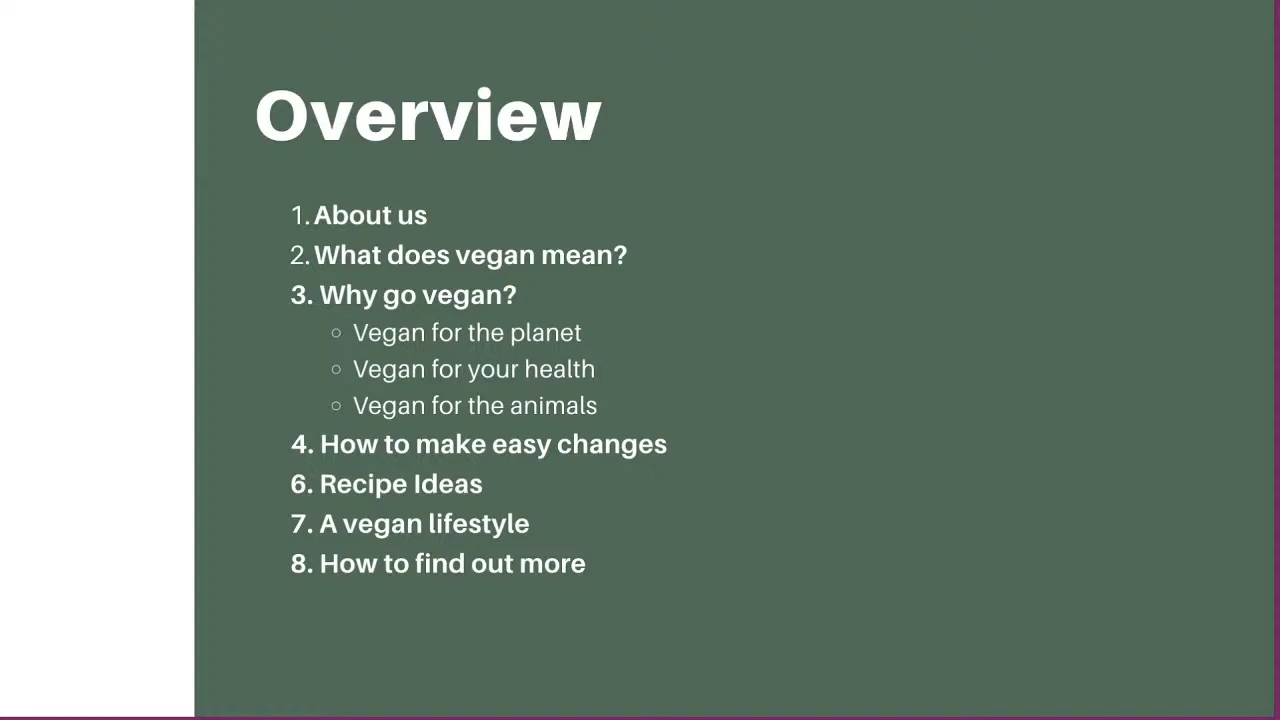 Overview
1. About us
2. What does vegan mean?
3. Why go vegan?
○ Vegan for the planet
○ Vegan for your health
○ Vegan for the animals
4. How to make easy changes
6. Recipe Ideas
7. A vegan lifestyle
8. How to find out more